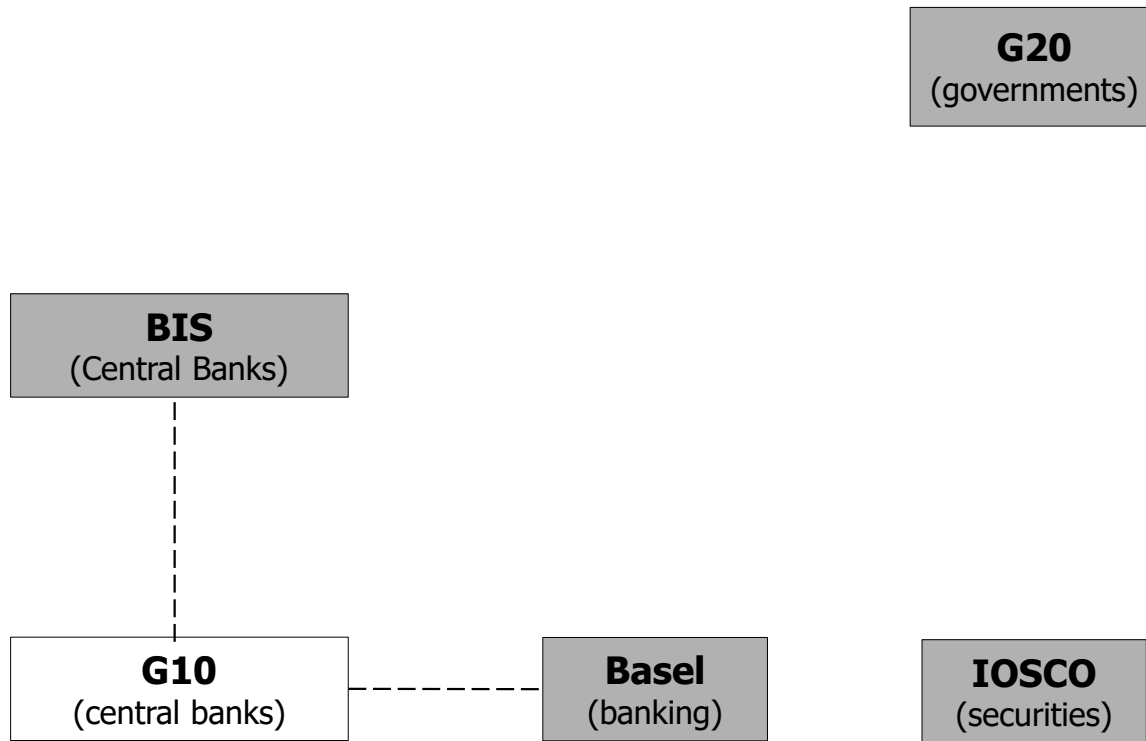 G20
(governments)
BIS
(Central Banks)
G10
(central banks)
Basel
(banking)
IOSCO
(securities)